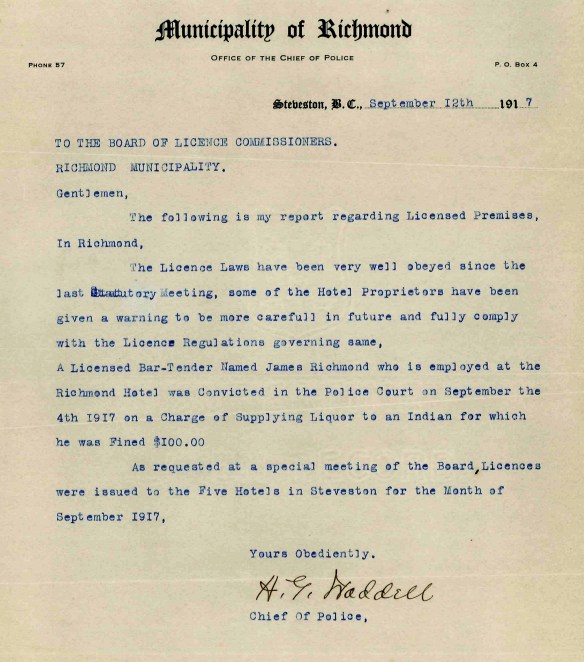 Municipality of Richmond
OFFICE OF THE CHIEF OF POLICE
PHONE 57
P. O. BOX 4
Steveston, B. C., September 12th 1917
TO THE BOARD OF LICENCE COMMISSIONERS.
RICHMOND MUNICIPALITY.
Gentlemen,
The following is my report regarding Licensed Premises,
In Richmond,
The Licence Laws have been very well obeyed since the
last Statutory Meeting, some of the Hotel Proprietors have been
given a warning to be more carefull in future and fully comply
with the Licence Regulations governing same,
A Licensed Bar-Tender Named James Richmond who is employed at the
Richmond Hotel was Convicted in the Police Court on September the
4th 1917 on a Charge of Supplying Liquor to an Indian for which
he was Fined $100.00
As requested at a special meeting of the Board, Licences
were issued to the Five Hotels in Steveston for the Month of
September 1917,
Yours Obediently.
H. G. Waddell
Chief Of Police,